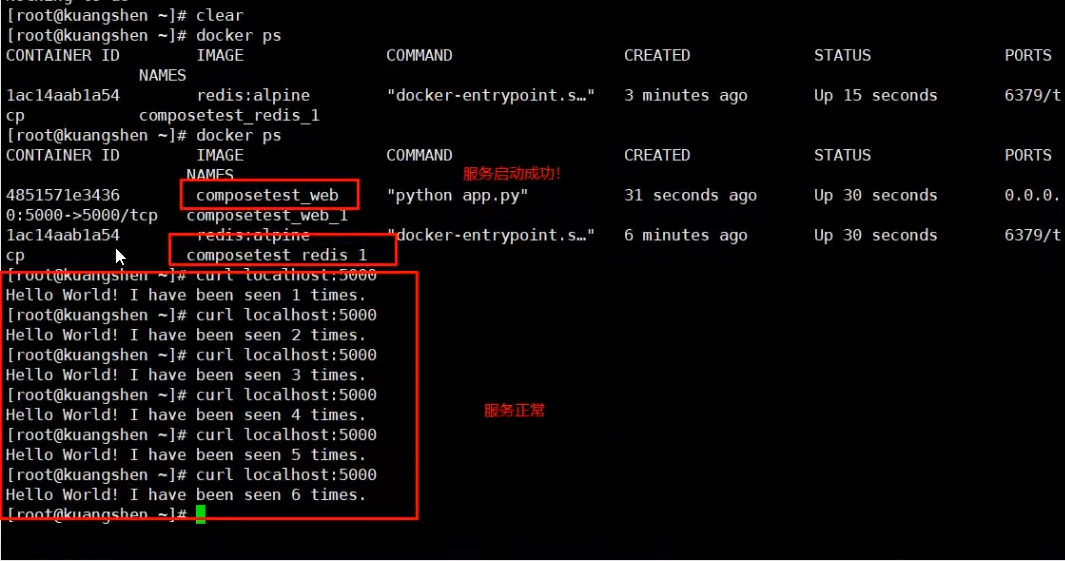 [root@kuangshen ~]# clear
[root@kuangshen ~]# docker ps
CONTAINER ID IMAGE COMMAND CREATED STATUS PORTS
NAMES
1ac14aab1a54 redis:alpine "docker-entrypoint.s…" 3 minutes ago Up 15 seconds 6379/t
cp composetest_redis_1
[root@kuangshen ~]# docker ps
CONTAINER ID IMAGE COMMAND CREATED STATUS PORTS
NAMES 服务启动成功!
4851571e3436 composetest_web "python app.py" 31 seconds ago Up 30 seconds 0.0.0.
0:5000->5000/tcp composetest_web_1
1ac14aab1a54 redis:alpine "docker-entrypoint.s…" 6 minutes ago Up 30 seconds 6379/t
cp composetest_redis_1
[root@kuangshen ~]# curl localhost:5000
Hello World! I have been seen 1 times.
[root@kuangshen ~]# curl localhost:5000
Hello World! I have been seen 2 times.
[root@kuangshen ~]# curl localhost:5000
Hello World! I have been seen 3 times.
[root@kuangshen ~]# curl localhost:5000
Hello World! I have been seen 4 times.
服务正常
[root@kuangshen ~]# curl localhost:5000
Hello World! I have been seen 5 times.
[root@kuangshen ~]# curl localhost:5000
Hello World! I have been seen 6 times.
[root@kuangshen ~]#